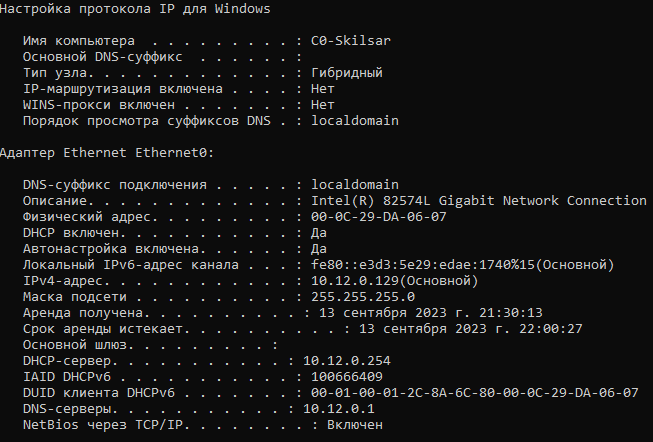 Настройка протокола IP для Windows
Имя компьютера . . . . . . . . . : C0-Skilsar
Основной DNS-суффикс . . . . . . :
Тип узла. . . . . . . . . . . . . : Гибридный
IP-маршрутизация включена . . . . : Нет
WINS-прокси включен . . . . . . . : Нет
Порядок просмотра суффиксов DNS . : localdomain
Адаптер Ethernet Ethernet0:
DNS-суффикс подключения . . . . . : localdomain
Описание. . . . . . . . . . . . . : Intel(R) 82574L Gigabit Network Connection
Физический адрес. . . . . . . . . : 00-0C-29-DA-06-07
DHCP включен. . . . . . . . . . . : Да
Автонастройка включена. . . . . . : Да
Локальный IPv6-адрес канала . . . : fe80::e3d3:5e29:edae:1740%15(Основной)
IPv4-адрес. . . . . . . . . . . . : 10.12.0.129(Основной)
Маска подсети . . . . . . . . . . : 255.255.255.0
Аренда получена. . . . . . . . . . : 13 сентября 2023 г. 21:30:13
Срок аренды истекает. . . . . . . . . . : 13 сентября 2023 г. 22:00:27
Основной шлюз. . . . . . . . . :
DHCP-сервер. . . . . . . . . . . : 10.12.0.254
IAID DHCPv6 . . . . . . . . . . . : 100666409
DUID клиента DHCPv6 . . . . . . . : 00-01-00-01-2C-8A-6C-80-00-0C-29-DA-06-07
DNS-серверы. . . . . . . . . . . : 10.12.0.1
NetBios через TCP/IP. . . . . . . . : Включен